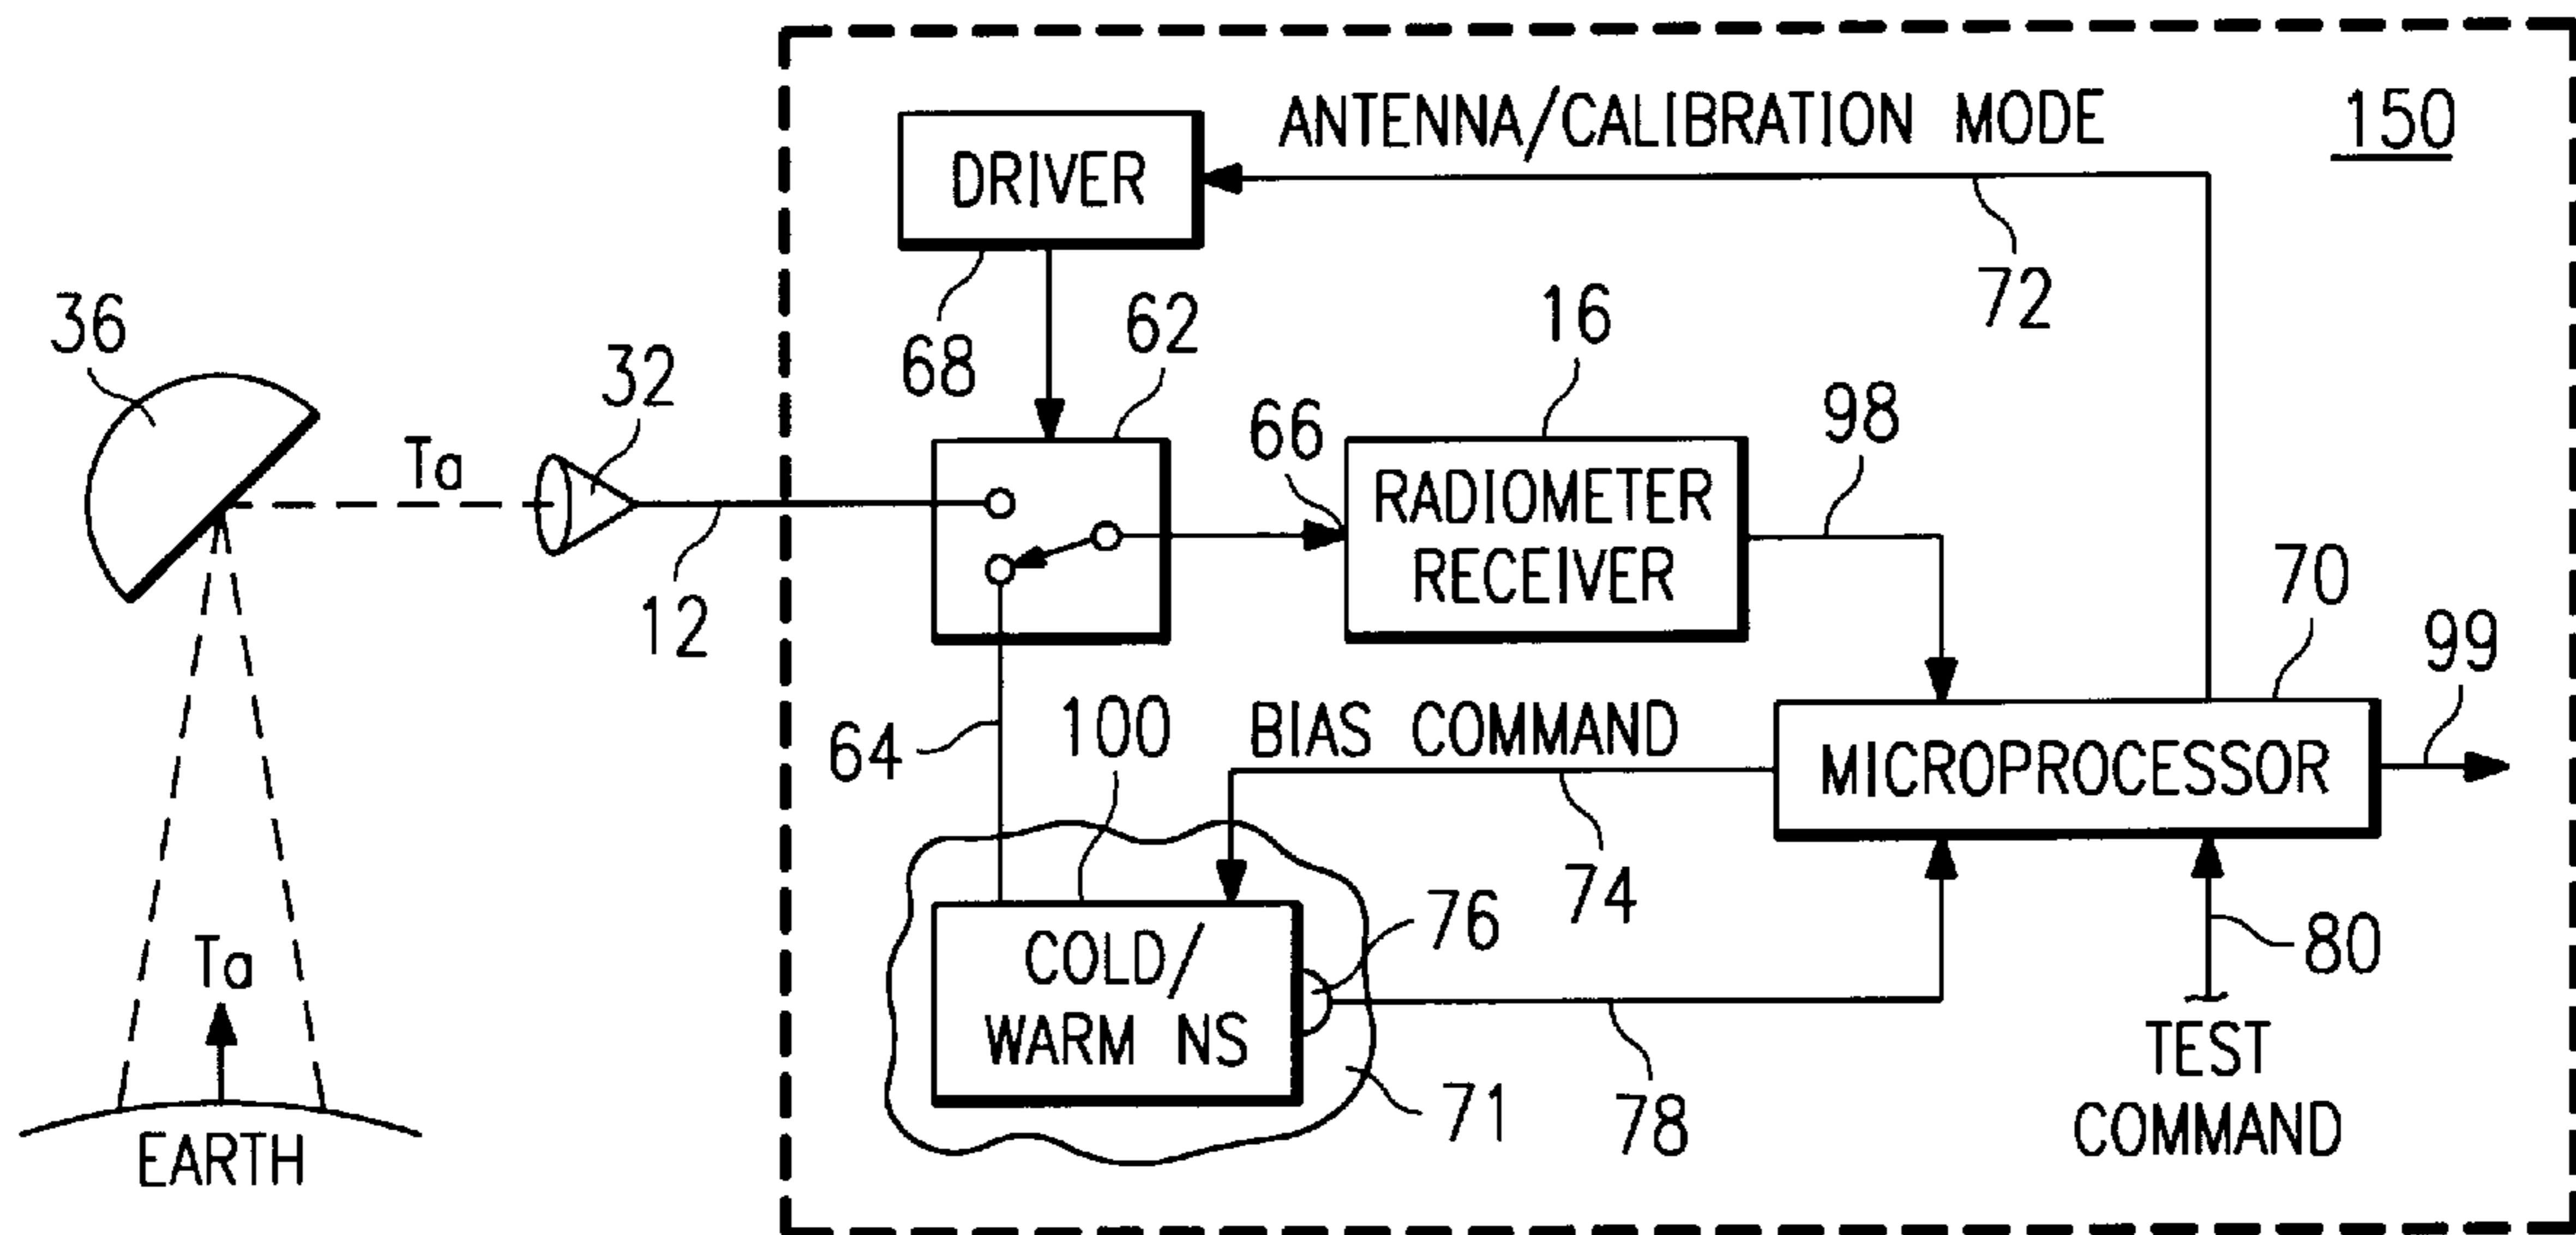 ANTENNA/CALIBRATION MODE
150
DRIVER
68
72
36
Ta
32
12
62
66
16
RADIOMETER
RECEIVER
98
70
99
64
100
BIAS COMMAND
74
MICROPROCESSOR
COLD/
WARM NS
76
71
78
80
TEST
COMMAND
Ta
EARTH